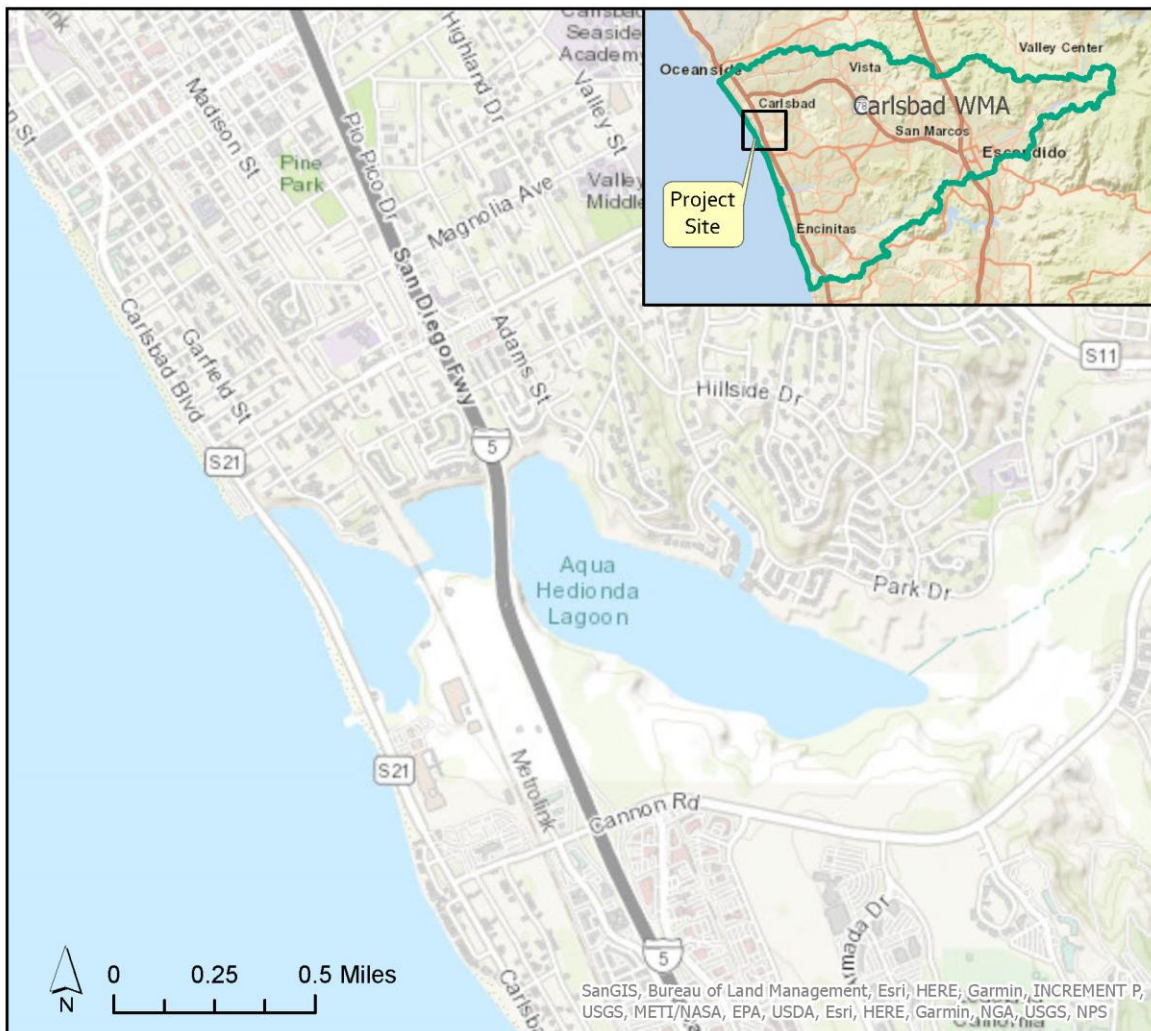 Carlsbad
Seaside
Academy
Highland Dr
Valley St
Madison St
Pio Pico Dr
Pine
Park
Valley
Middle
Magnolia Ave
San Diego Fwy
Adams St
Carlsbad Blvd
Garfield St
Hillside Dr
S11
S21
5
Aqua
Hedionda
Lagoon
Park Dr
S21
Metrolink
Cannon Rd
Armada Dr
5
Carlsb
N
0 0.25 0.5 Miles
SanGIS, Bureau of Land Management, Esri, HERE, Garmin, INCREMENT P,
USGS, METI/NASA, EPA, USDA, Esri, HERE, Garmin, NGA, USGS, NPS
Valley Center
Oceanside
Vista
Carlsbad
78
Carlsbad WMA
San Marcos
Escondido
Project
Site
Encinitas